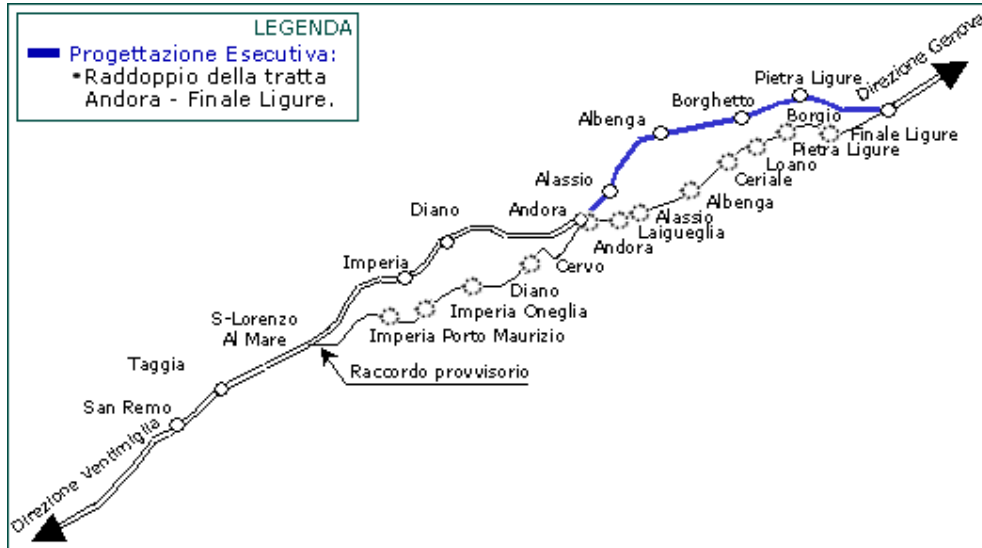 LEGENDA
Progettazione Esecutiva:
•Raddoppio della tratta
Andora - Finale Ligure.
Direzione Genova
Pietra Ligure
Borghetto
Albenga
Borgio
Finale Ligure
Pietra Ligure
Loano
Ceriale
Alassio
Albenga
Diano
Andora
Alassio
Laigueglia
Andora
Imperia
Cervo
Diano
S-Lorenzo
Al Mare
Imperia Oneglia
Imperia Porto Maurizio
Taggia
Raccordo provvisorio
San Remo
Direzione Ventimiglia